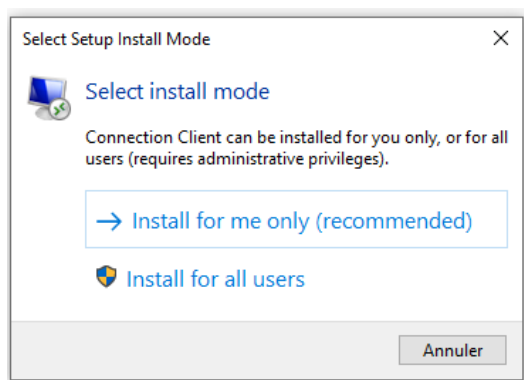 Select Setup Install Mode
Select install mode
Connection Client can be installed for you only, or for all
users (requires administrative privileges).
Install for me only (recommended)
Install for all users
Annuler